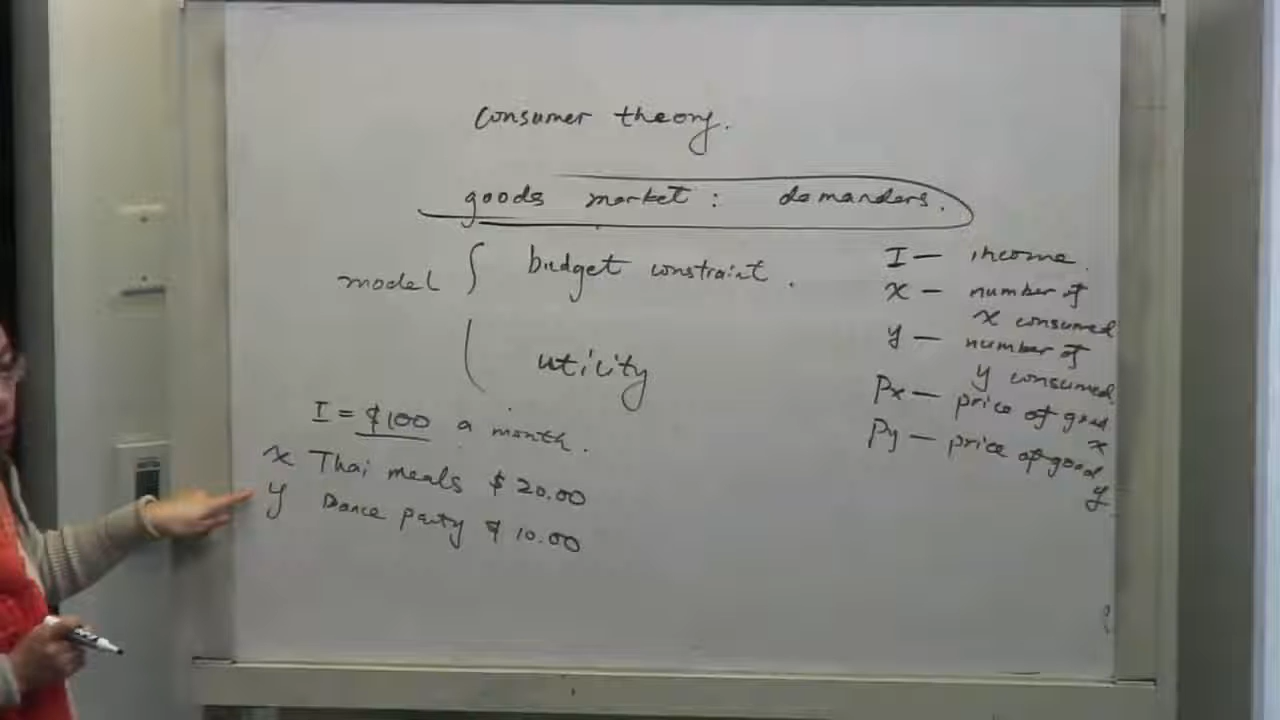 consumer theory.
goods market : demanders.
model { budget constraint.
utility
I = $100 a month.
x Thai meals $20.00
y Dance party $10.00
I — income.
x — number of
x consumed
y — number of
y consumed.
Px — price of good
x
Py — price of good
y